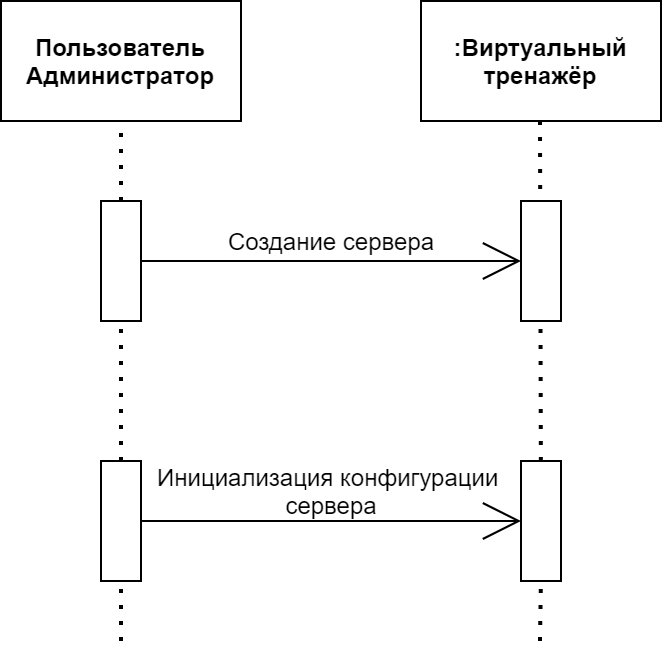 Пользователь
Администратор
:Виртуальный
тренажёр
Создание сервера
Инициализация конфигурации
сервера